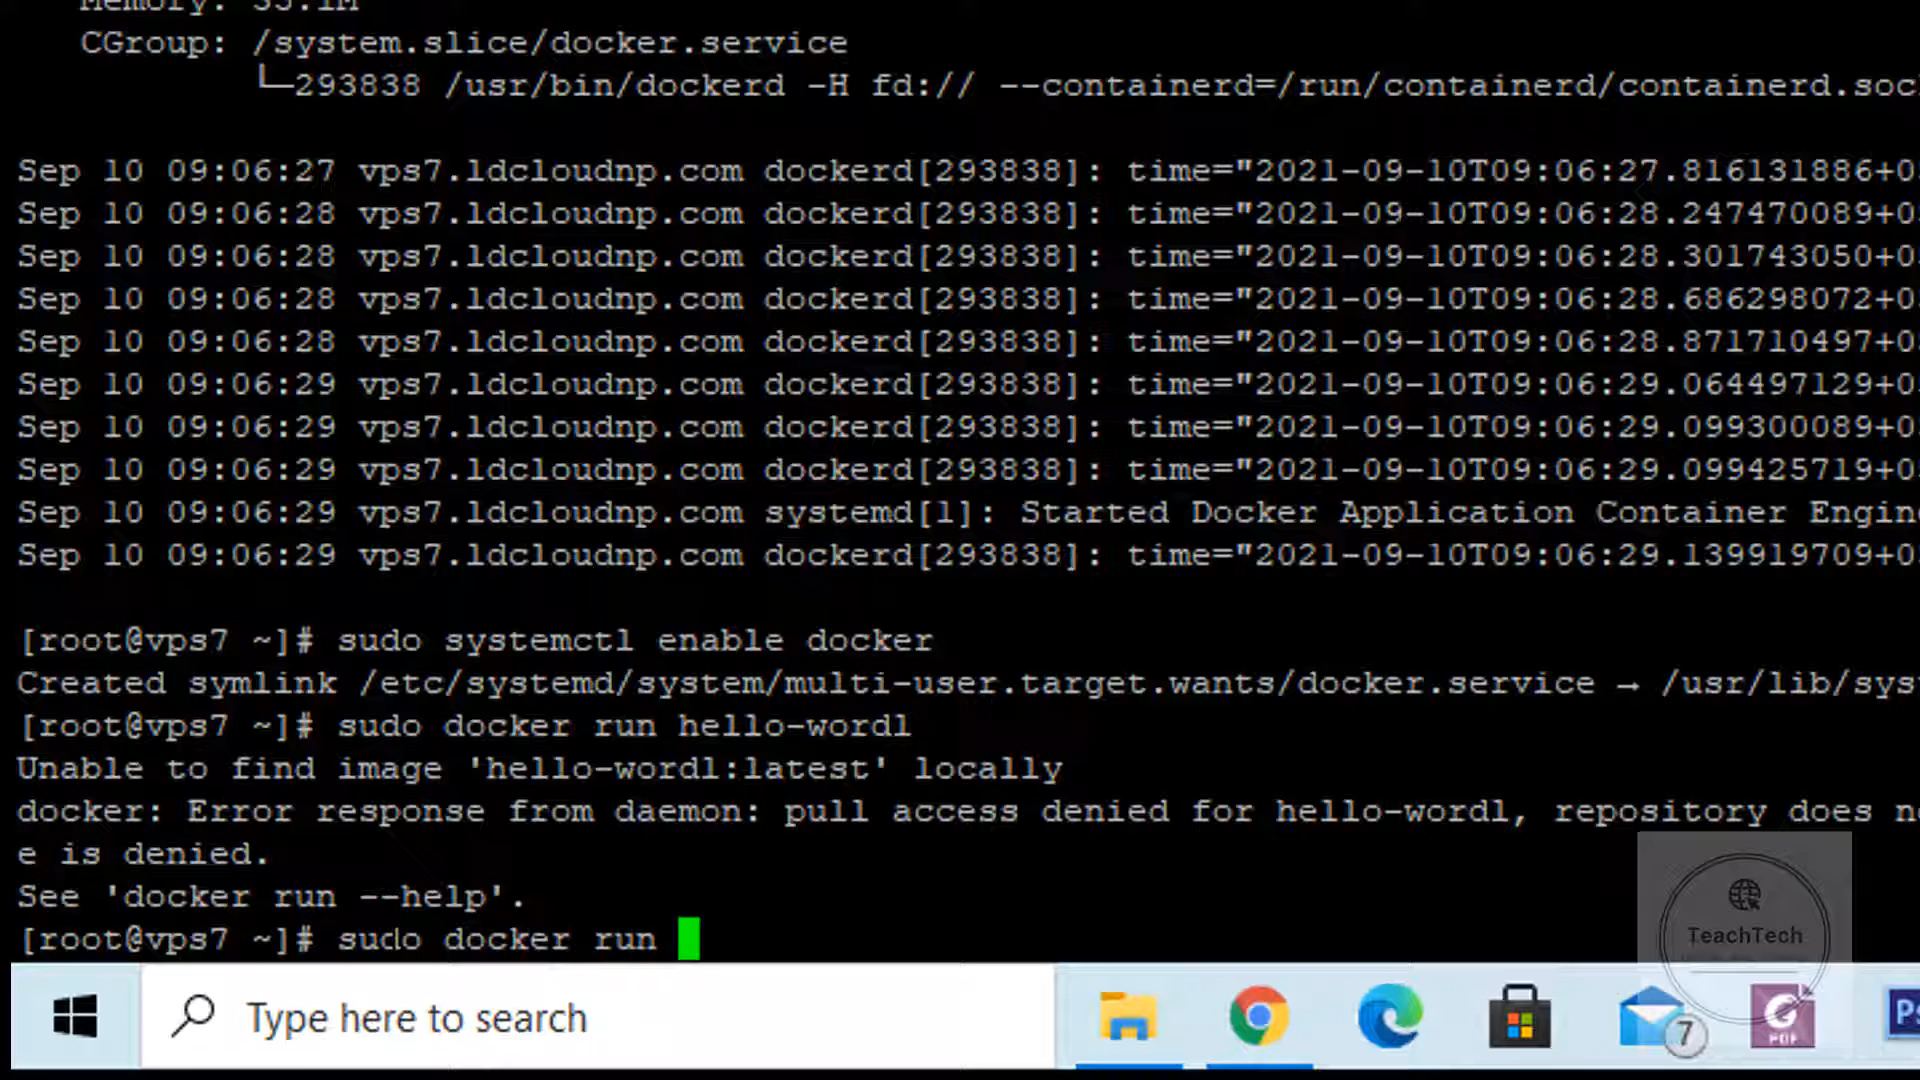 Memory: 35.1M
CGroup: /system.slice/docker.service
└─293838 /usr/bin/dockerd -H fd:// --containerd=/run/containerd/containerd.soc
Sep 10 09:06:27 vps7.ldcloudnp.com dockerd[293838]: time="2021-09-10T09:06:27.816131886+0
Sep 10 09:06:28 vps7.ldcloudnp.com dockerd[293838]: time="2021-09-10T09:06:28.247470089+0
Sep 10 09:06:28 vps7.ldcloudnp.com dockerd[293838]: time="2021-09-10T09:06:28.301743050+0
Sep 10 09:06:28 vps7.ldcloudnp.com dockerd[293838]: time="2021-09-10T09:06:28.686298072+0
Sep 10 09:06:28 vps7.ldcloudnp.com dockerd[293838]: time="2021-09-10T09:06:28.871710497+0
Sep 10 09:06:29 vps7.ldcloudnp.com dockerd[293838]: time="2021-09-10T09:06:29.064497129+0
Sep 10 09:06:29 vps7.ldcloudnp.com dockerd[293838]: time="2021-09-10T09:06:29.099300089+0
Sep 10 09:06:29 vps7.ldcloudnp.com dockerd[293838]: time="2021-09-10T09:06:29.099425719+0
Sep 10 09:06:29 vps7.ldcloudnp.com systemd[1]: Started Docker Application Container Engin
Sep 10 09:06:29 vps7.ldcloudnp.com dockerd[293838]: time="2021-09-10T09:06:29.139919709+0
[root@vps7 ~]# sudo systemctl enable docker
Created symlink /etc/systemd/system/multi-user.target.wants/docker.service → /usr/lib/sys
[root@vps7 ~]# sudo docker run hello-wordl
Unable to find image 'hello-wordl:latest' locally
docker: Error response from daemon: pull access denied for hello-wordl, repository does n
e is denied.
See 'docker run --help'.
[root@vps7 ~]# sudo docker run
TeachTech
Type here to search
7
PDF
Ps